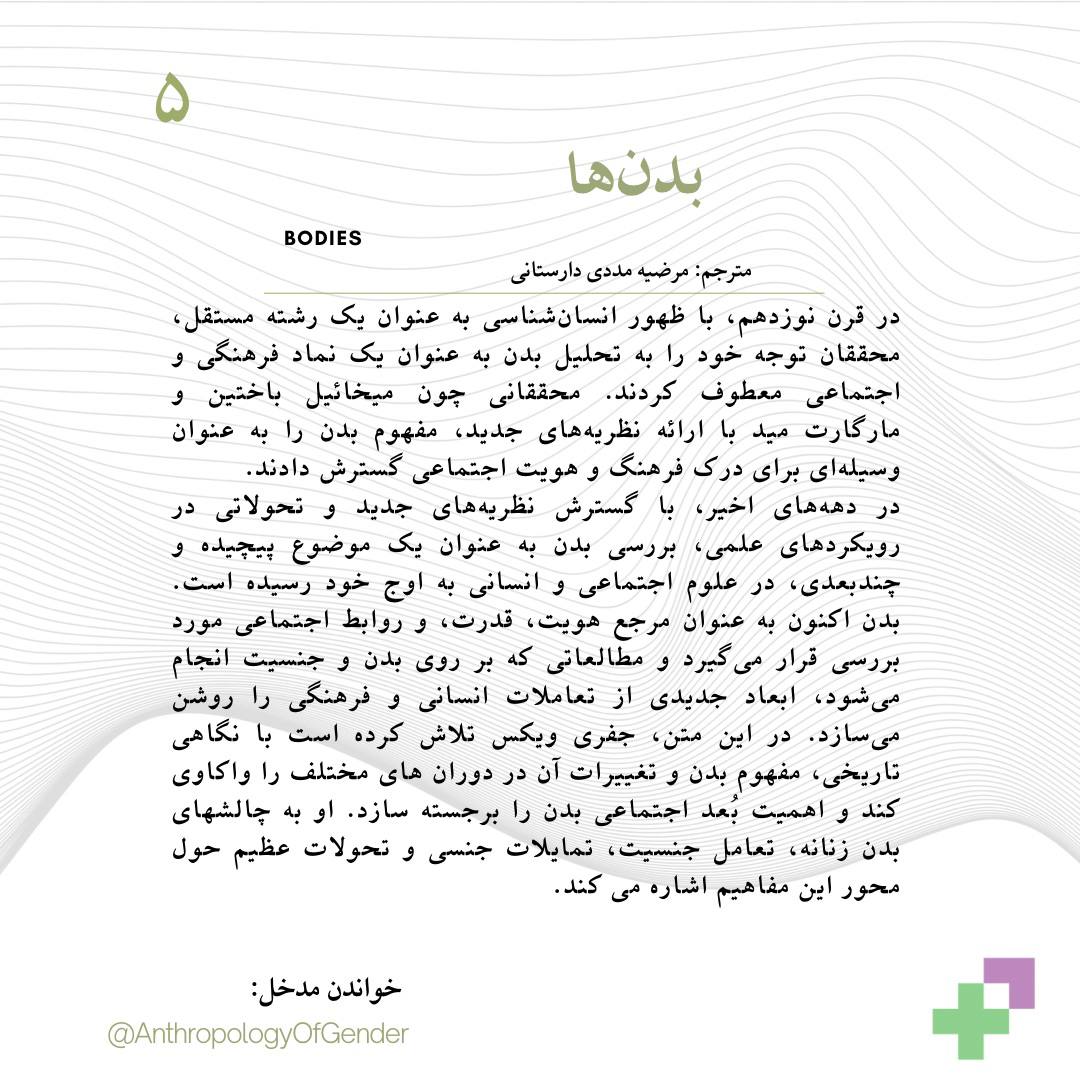 ۵
بدن‌ها
BODIES
مترجم: مرضیه مددی دارستانی
در قرن نوزدهم، با ظهور انسان‌شناسی به عنوان یک رشته مستقل،
محققان توجه خود را به تحلیل بدن به عنوان یک نماد فرهنگی و
اجتماعی معطوف کردند. محققانی چون میخائیل باختین و
مارگارت مید با ارائه نظریه‌های جدید، مفهوم بدن را به عنوان
وسیله‌ای برای درک فرهنگ و هویت اجتماعی گسترش دادند.
در دهه‌های اخیر، با گسترش نظریه‌های جدید و تحولاتی در
رویکردهای علمی، بررسی بدن به عنوان یک موضوع پیچیده و
چندبعدی، در علوم اجتماعی و انسانی به اوج خود رسیده است.
بدن اکنون به عنوان مرجع هویت، قدرت، و روابط اجتماعی مورد
بررسی قرار می‌گیرد و مطالعاتی که بر روی بدن و جنسیت انجام
می‌شود، ابعاد جدیدی از تعاملات انسانی و فرهنگی را روشن
می‌سازد. در این متن، جفری ویکس تلاش کرده است با نگاهی
تاریخی، مفهوم بدن و تغییرات آن در دوران های مختلف را واکاوی
کند و اهمیت بُعد اجتماعی بدن را برجسته سازد. او به چالشهای
بدن زنانه، تعامل جنسیت، تمایلات جنسی و تحولات عظیم حول
محور این مفاهیم اشاره می کند.
خواندن مدخل:
@AnthropologyOfGender